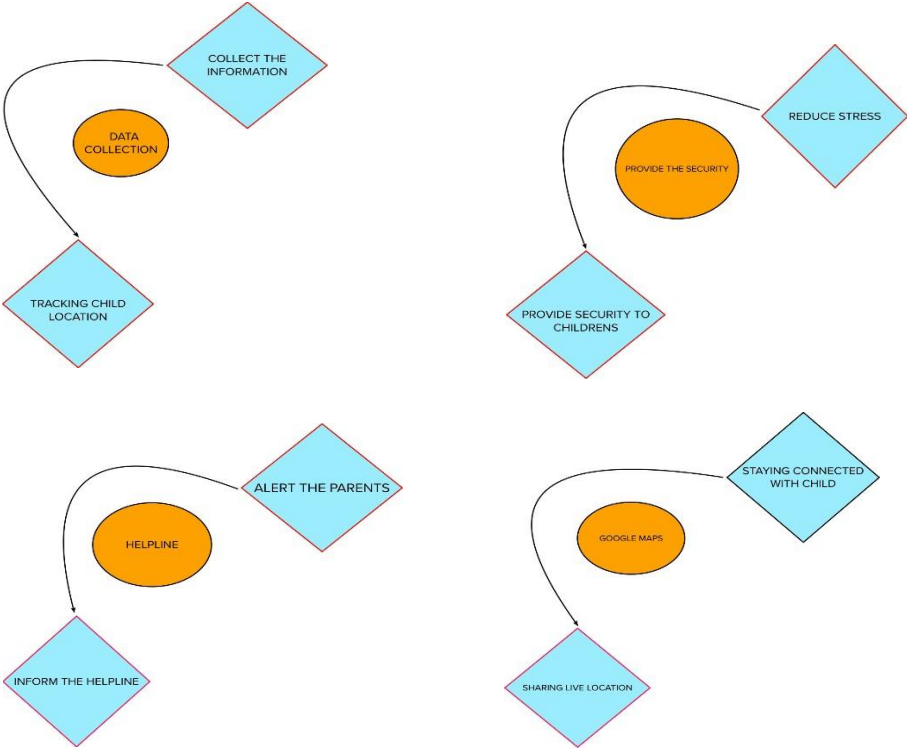 COLLECT THE
INFORMATION
DATA
COLLECTION
TRACKING CHILD
LOCATION
REDUCE STRESS
PROVIDE THE SECURITY
PROVIDE SECURITY TO
CHILDRENS
ALERT THE PARENTS
HELPLINE
INFORM THE HELPLINE
STAYING CONNECTED
WITH CHILD
GOOGLE MAPS
SHARING LIVE LOCATION